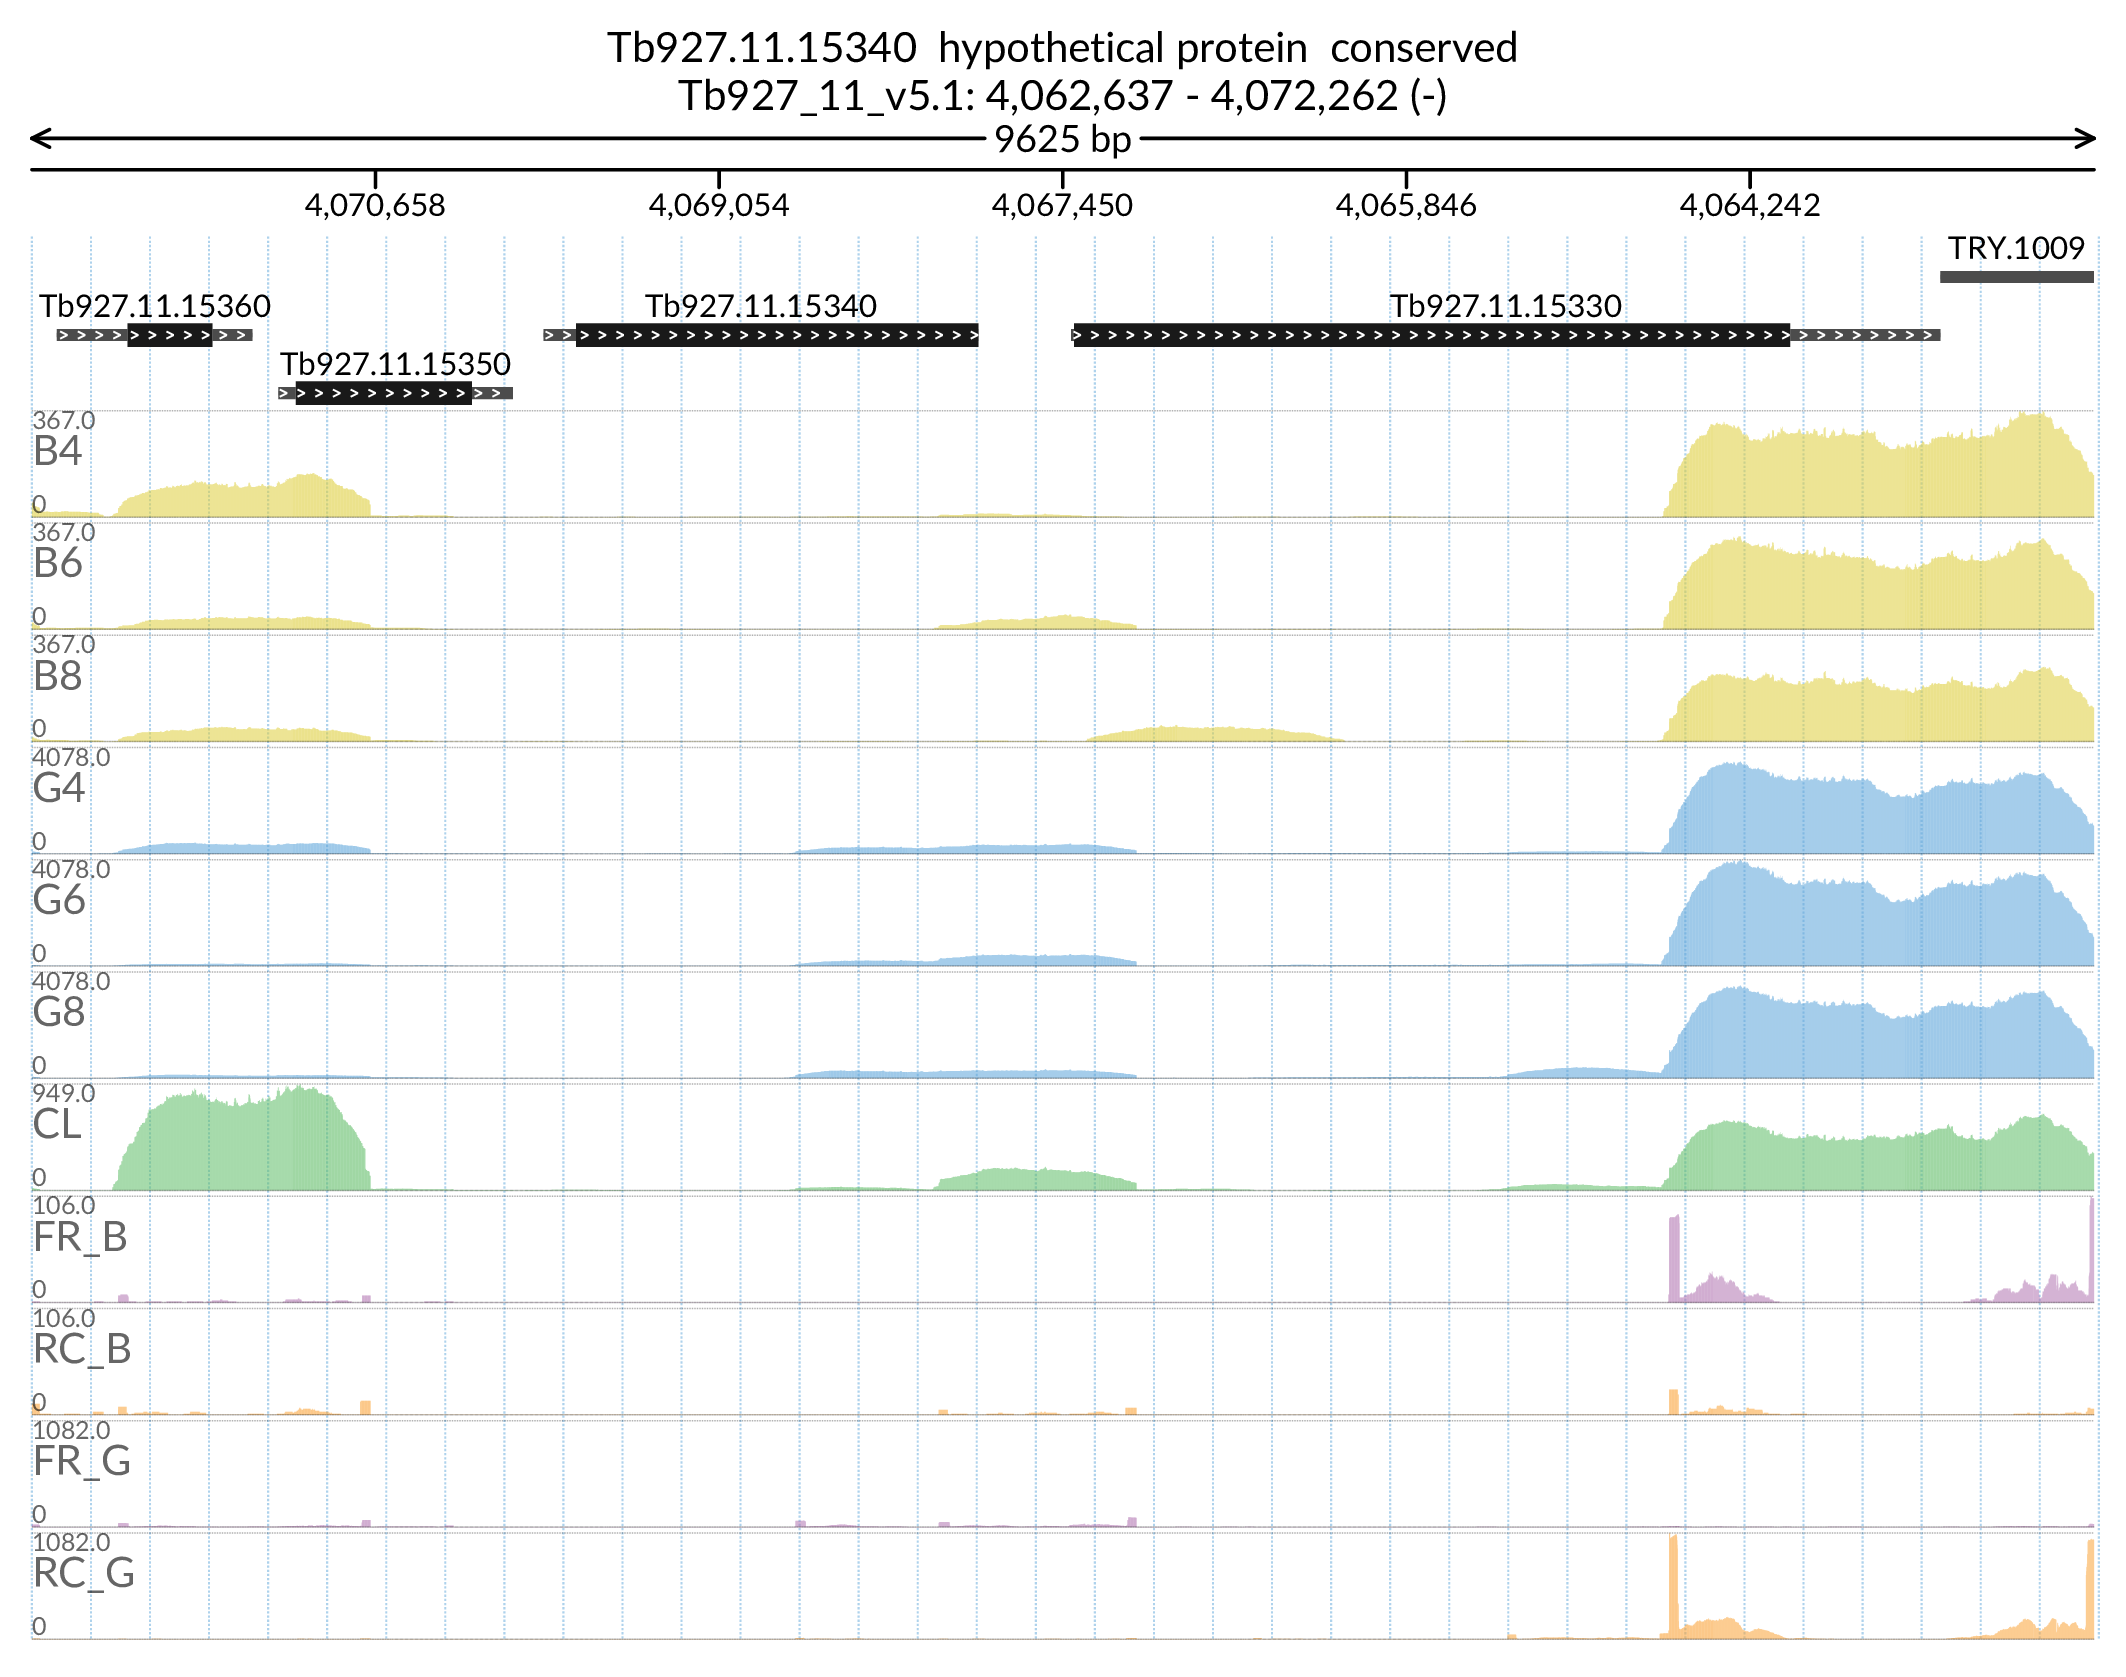 Tb927.11.15340 hypothetical protein conserved
Tb927_11_v5.1: 4,062,637 - 4,072,262 (-)
9625 bp
4,070,658 4,069,054 4,067,450 4,065,846 4,064,242
TRY.1009
Tb927.11.15360 Tb927.11.15340 Tb927.11.15330
Tb927.11.15350
367.0
B4
0
367.0
B6
0
367.0
B8
0
4078.0
G4
0
4078.0
G6
0
4078.0
G8
0
949.0
CL
0
106.0
FR_B
0
106.0
RC_B
0
1082.0
FR_G
0
1082.0
RC_G
0